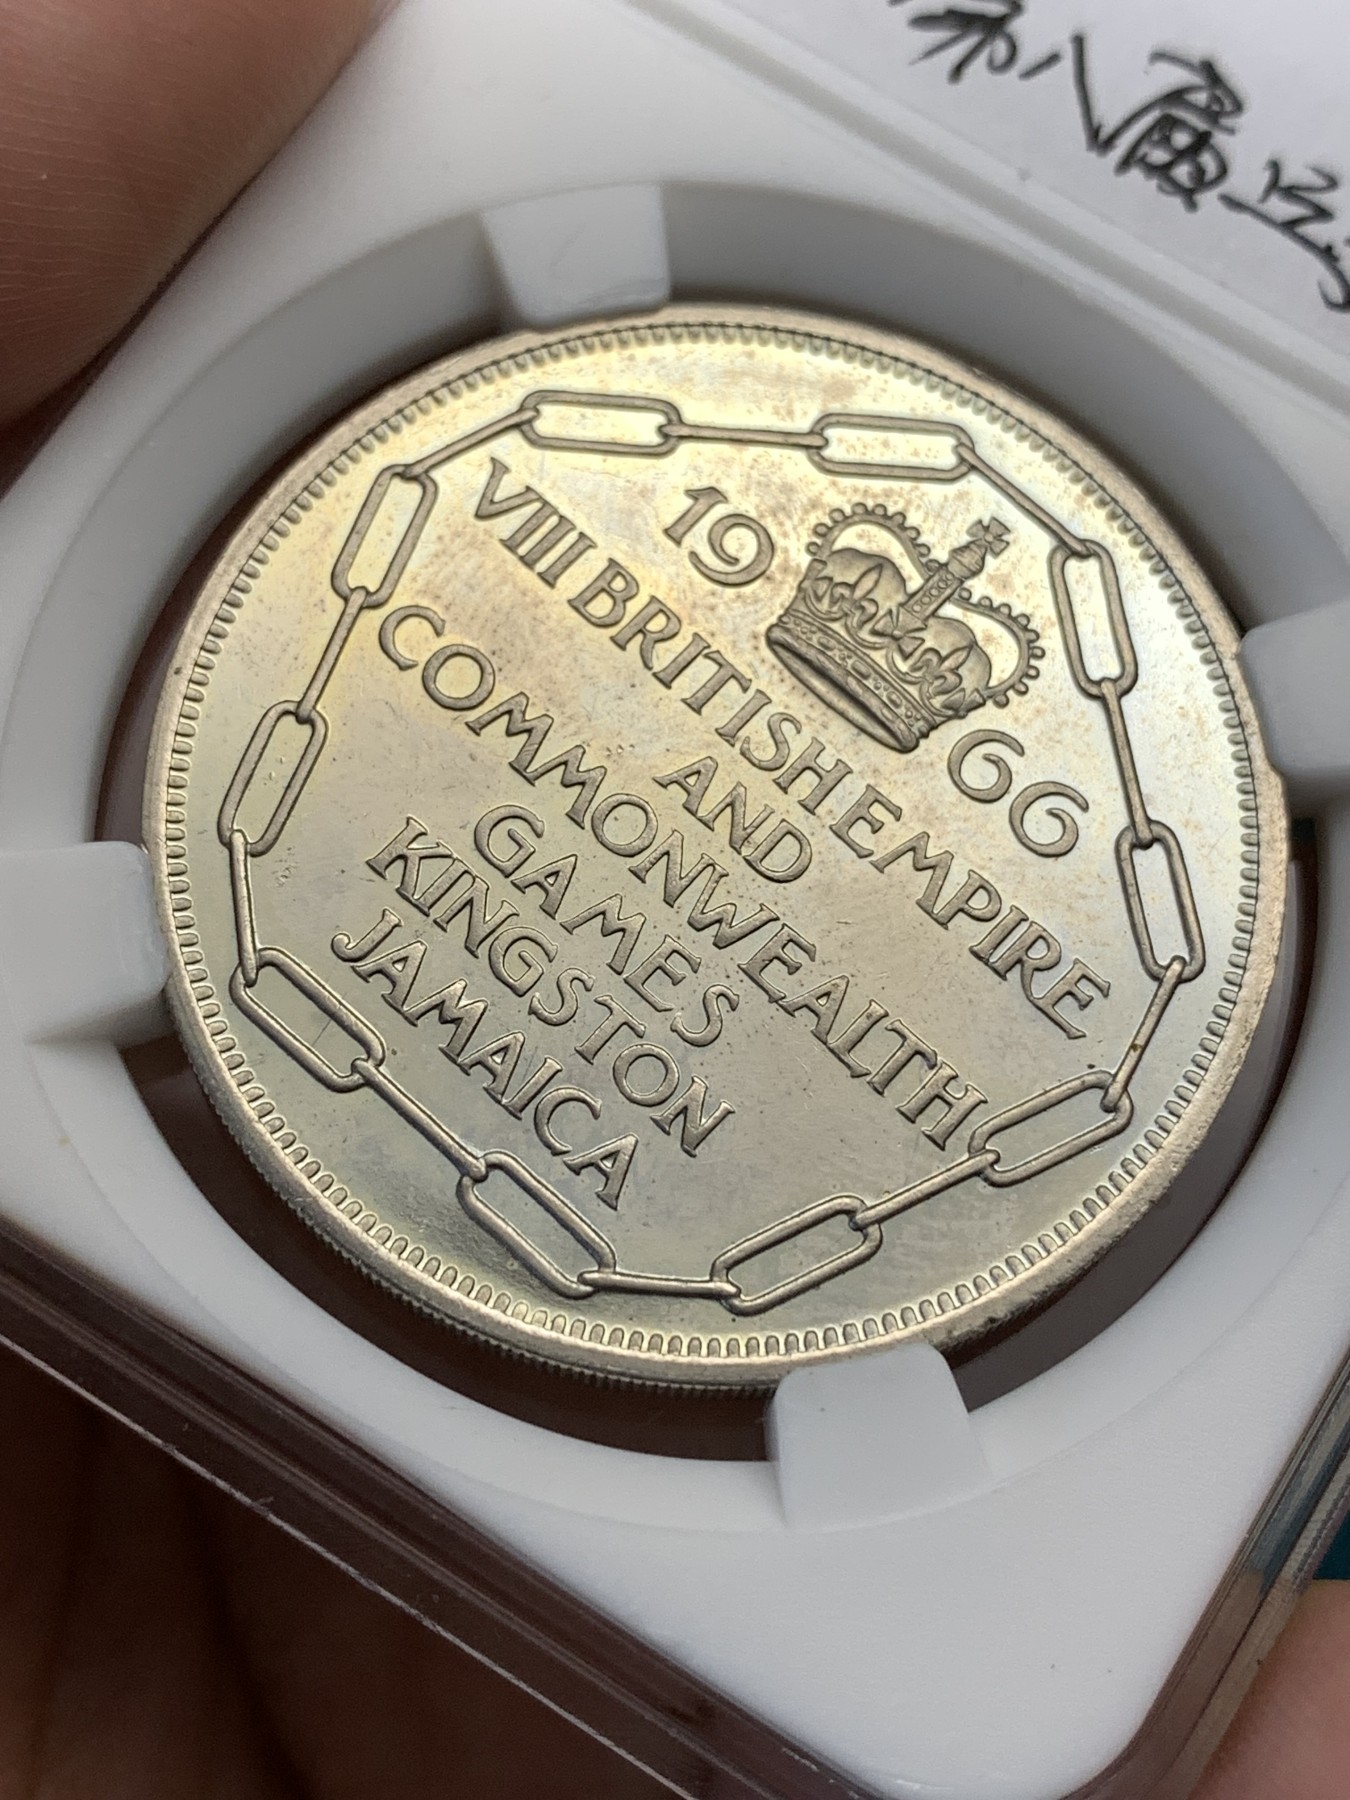 19 66
VIII BRITISH EMPIRE
AND
COMMONWEALTH
GAMES
KINGSTON
JAMAICA